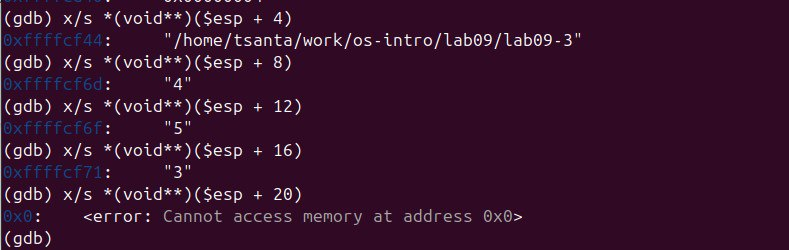 (gdb) x/s *(void**)($esp + 4)
0xffffcf44:     "/home/tsanta/work/os-intro/lab09/lab09-3"
(gdb) x/s *(void**)($esp + 8)
0xffffcf6d:     "4"
(gdb) x/s *(void**)($esp + 12)
0xffffcf6f:     "5"
(gdb) x/s *(void**)($esp + 16)
0xffffcf71:     "3"
(gdb) x/s *(void**)($esp + 20)
0x0:    <error: Cannot access memory at address 0x0>
(gdb)